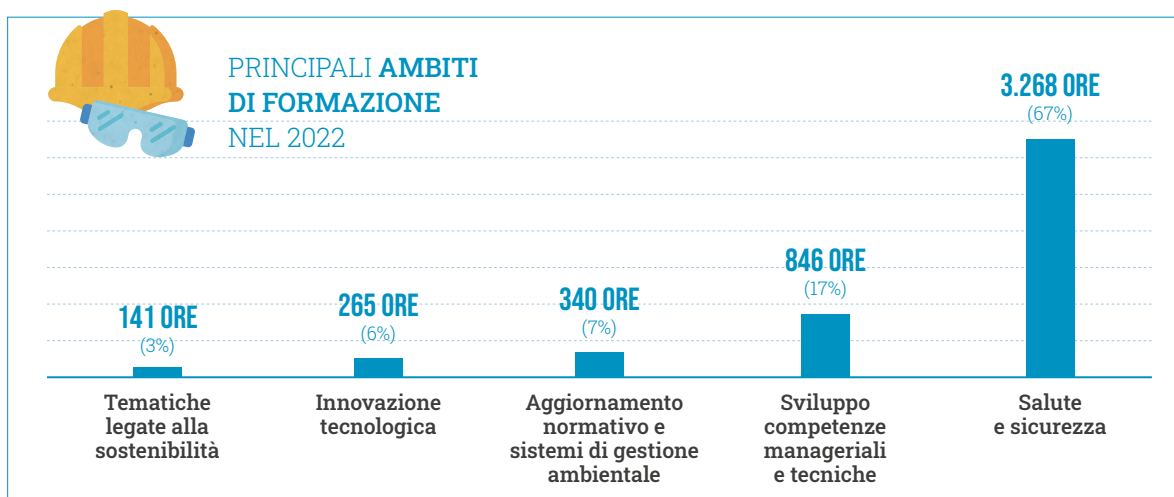 PRINCIPALI AMBITI
DI FORMAZIONE
NEL 2022
141 ORE
(3%)
265 ORE
(6%)
340 ORE
(7%)
846 ORE
(17%)
3.268 ORE
(67%)
Tematiche
legate alla
sostenibilità
Innovazione
tecnologica
Aggiornamento
normativo e
sistemi di gestione
ambientale
Sviluppo
competenze
manageriali
e tecniche
Salute
e sicurezza